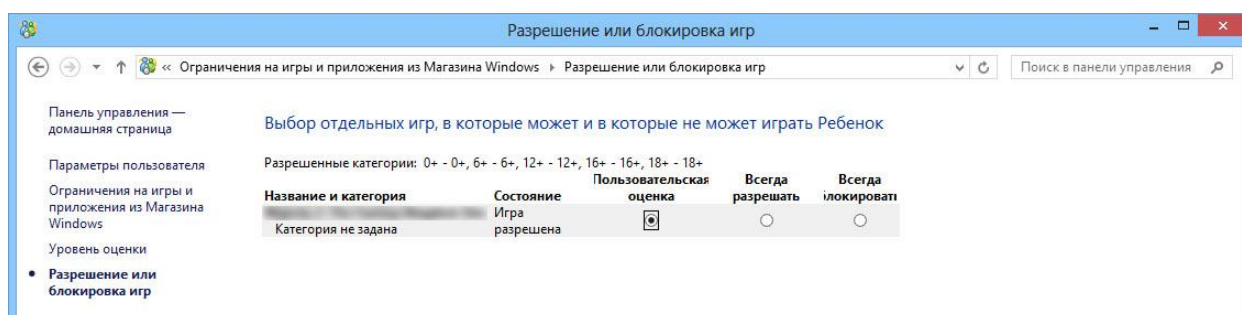 Разрешение или блокировка игр
« Ограничения на игры и приложения из Магазина Windows Разрешение или блокировка игр
Поиск в панели управления
Панель управления —
домашняя страница
Параметры пользователя
Ограничения на игры и
приложения из Магазина
Windows
Уровень оценки
• Разрешение или
блокировка игр
Выбор отдельных игр, в которые может и в которые не может играть Ребенок
Разрешенные категории: 0+ - 0+, 6+ - 6+, 12+ - 12+, 16+ - 16+, 18+ - 18+
Пользовательская Всегда Всегда
Название и категория Состояние оценка разрешать блокировать
Игра
Категория не задана разрешена